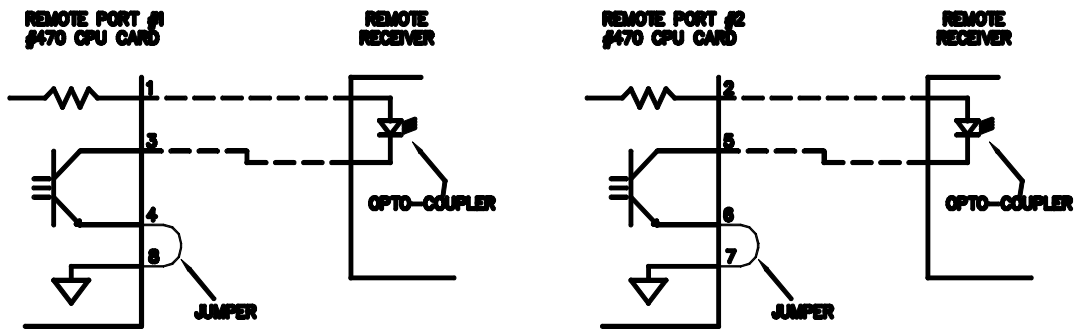 REMOTE PORT #1
#470 CPU CARD
REMOTE
RECEIVER
1
3
4
8
OPTO-COUPLER
JUMPER
REMOTE PORT #2
#470 CPU CARD
REMOTE
RECEIVER
2
5
6
7
OPTO-COUPLER
JUMPER